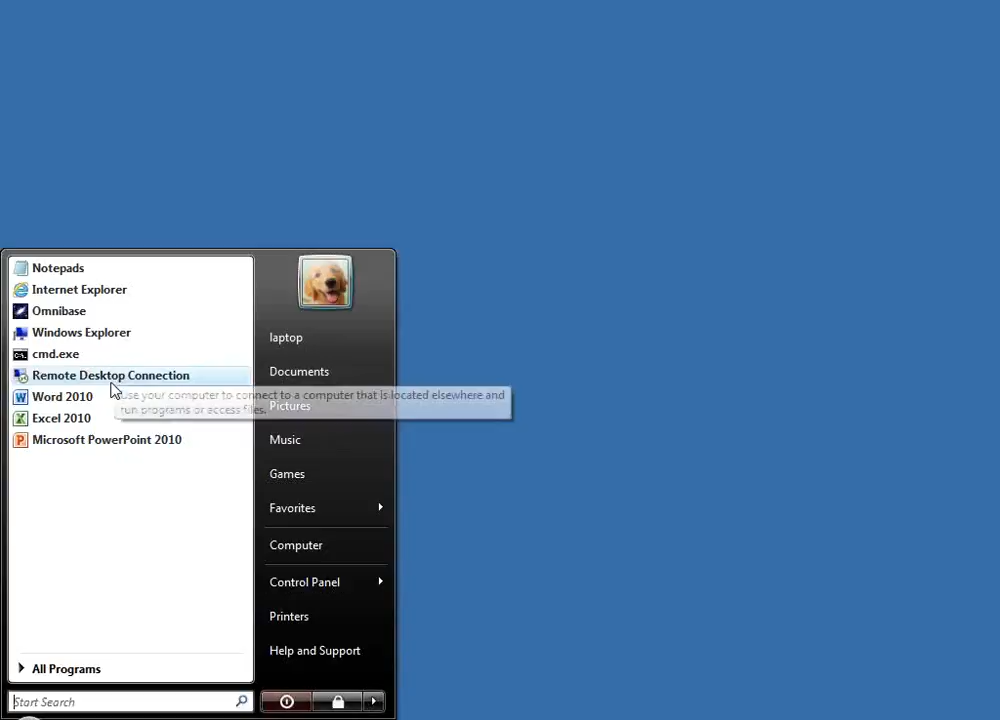 Notepads
Internet Explorer
Omnibase
Windows Explorer
cmd.exe
Remote Desktop Connection
Word 2010
Excel 2010
Microsoft PowerPoint 2010
All Programs
Start Search
laptop
Documents
Use your computer to connect to a computer that is located elsewhere and
run programs or access files.
Pictures
Music
Games
Favorites
Computer
Control Panel
Printers
Help and Support